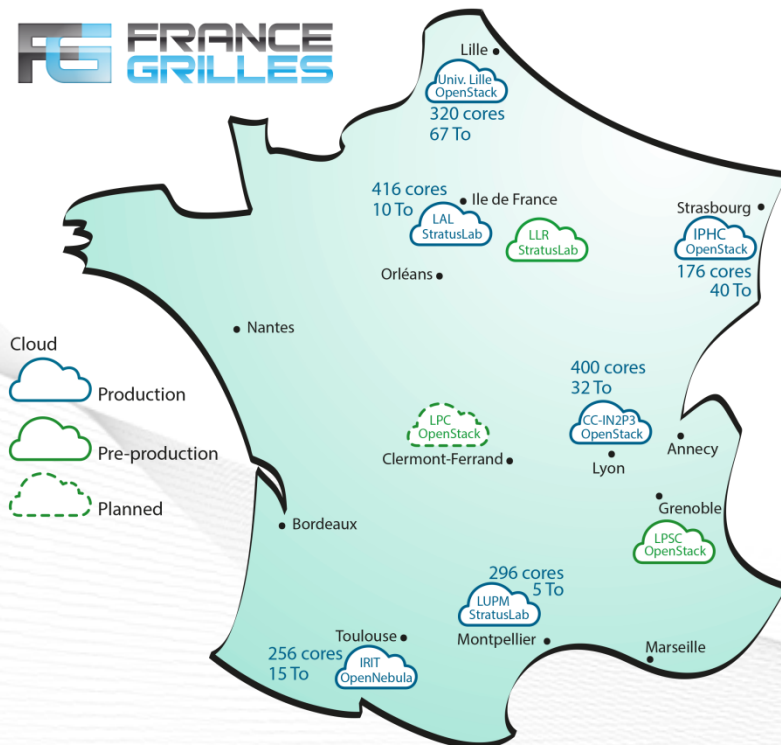 FRANCE
GRILLES
FG
Lille
Univ. Lille
OpenStack
320 cores
67 To
416 cores
10 To
Ile de France
LAL
StratusLab
LLR
StratusLab
Strasbourg
IPHC
OpenStack
176 cores
40 To
Orléans
Nantes
Cloud
Production
Pre-production
Planned
400 cores
32 To
CC-IN2P3
OpenStack
Lyon
Annecy
LPC
OpenStack
Clermont-Ferrand
Grenoble
LPSC
OpenStack
Bordeaux
296 cores
5 To
LUPM
StratusLab
Montpellier
Marseille
Toulouse
256 cores
15 To
IRIT
OpenNebula